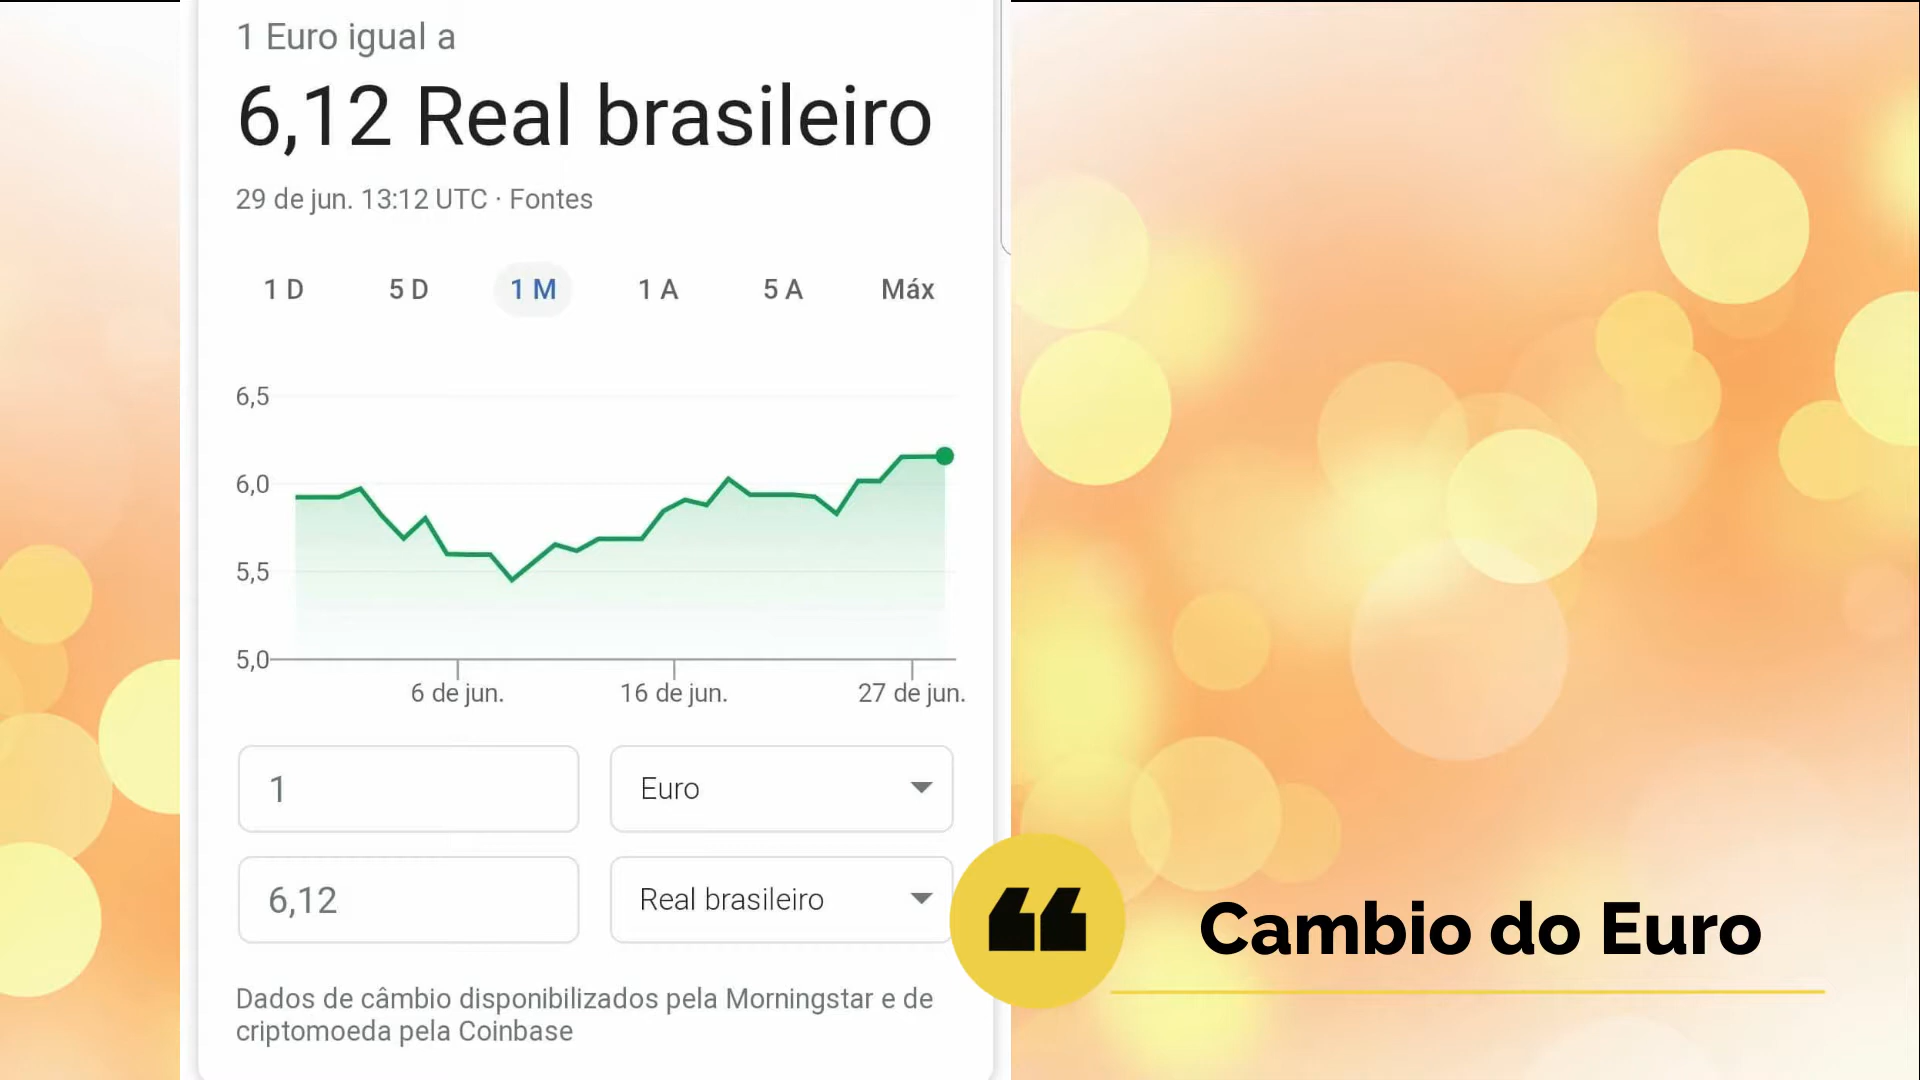 1 Euro igual a
6,12 Real brasileiro
29 de jun. 13:12 UTC · Fontes
1 D 5 D 1 M 1 A 5 A Máx
6,5
6,0
5,5
5,0
6 de jun. 16 de jun. 27 de jun.
1 Euro
6,12 Real brasileiro
Dados de câmbio disponibilizados pela Morningstar e de
criptomoeda pela Coinbase
❝ Cambio do Euro